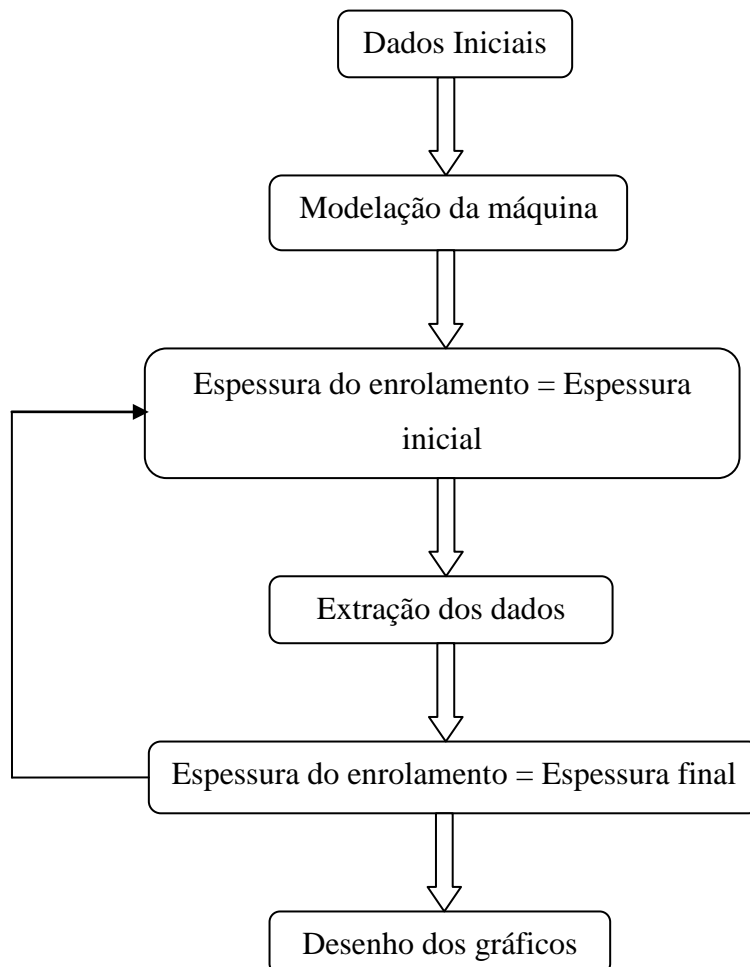 Dados Iniciais
Modelação da máquina
Espessura do enrolamento = Espessura
inicial
Extração dos dados
Espessura do enrolamento = Espessura final
Desenho dos gráficos